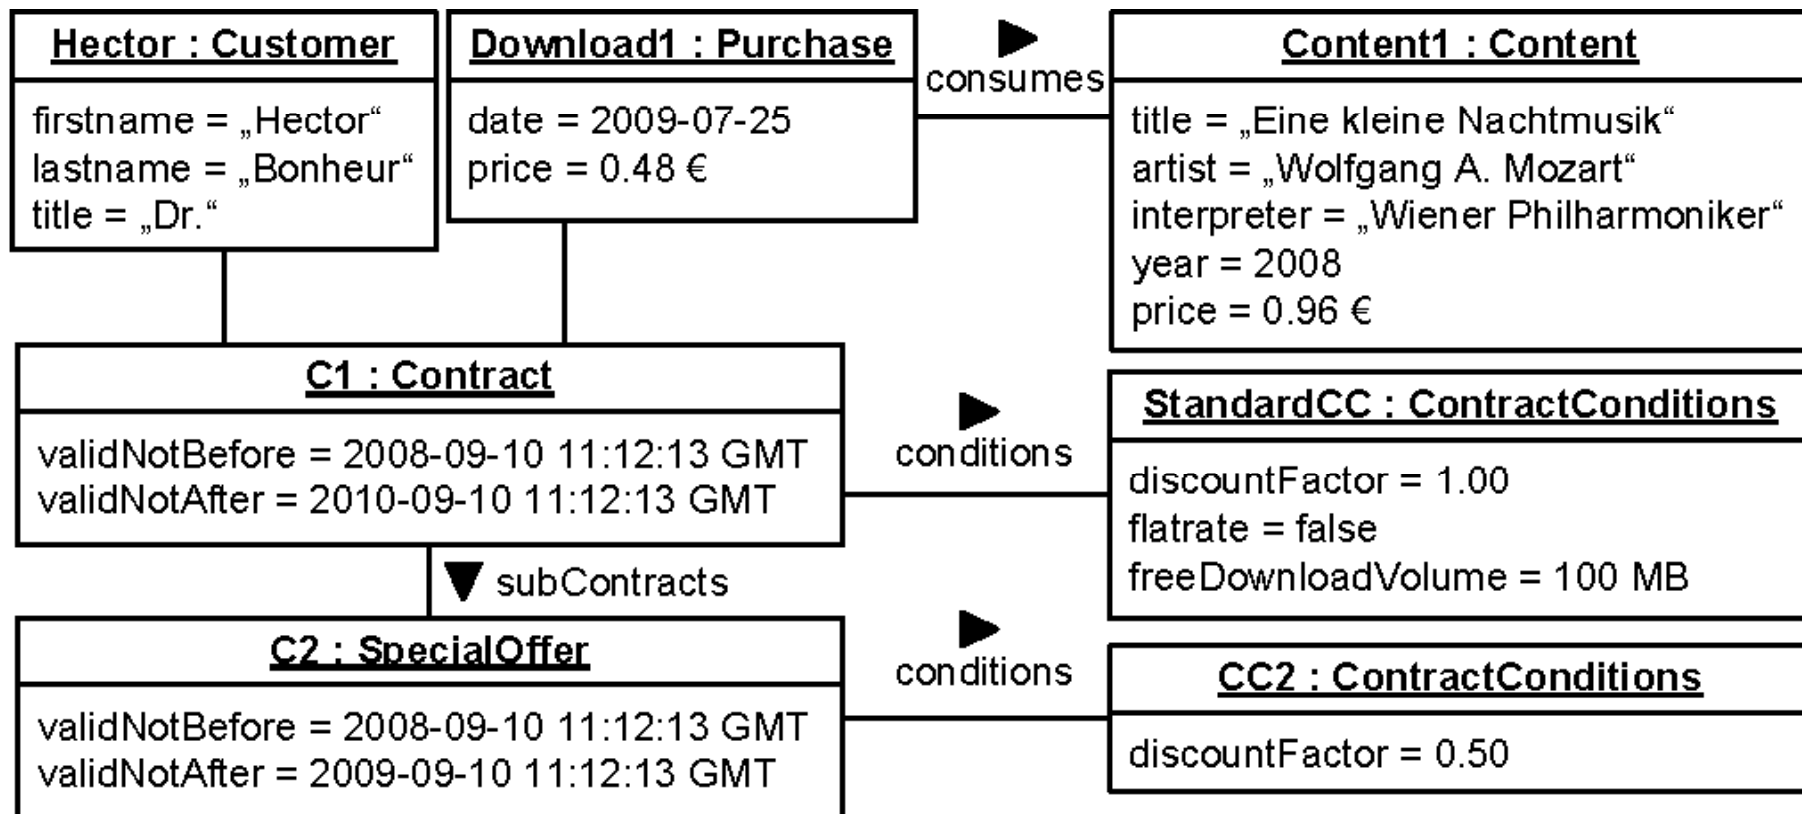 Hector : Customer
firstname = „Hector“
lastname = „Bonheur“
title = „Dr.“
Download1 : Purchase
date = 2009-07-25
price = 0.48 €
consumes
Content1 : Content
title = „Eine kleine Nachtmusik“
artist = „Wolfgang A. Mozart“
interpreter = „Wiener Philharmoniker“
year = 2008
price = 0.96 €
C1 : Contract
validNotBefore = 2008-09-10 11:12:13 GMT
validNotAfter = 2010-09-10 11:12:13 GMT
conditions
StandardCC : ContractConditions
discountFactor = 1.00
flatrate = false
freeDownloadVolume = 100 MB
subContracts
C2 : SpecialOffer
validNotBefore = 2008-09-10 11:12:13 GMT
validNotAfter = 2009-09-10 11:12:13 GMT
conditions
CC2 : ContractConditions
discountFactor = 0.50